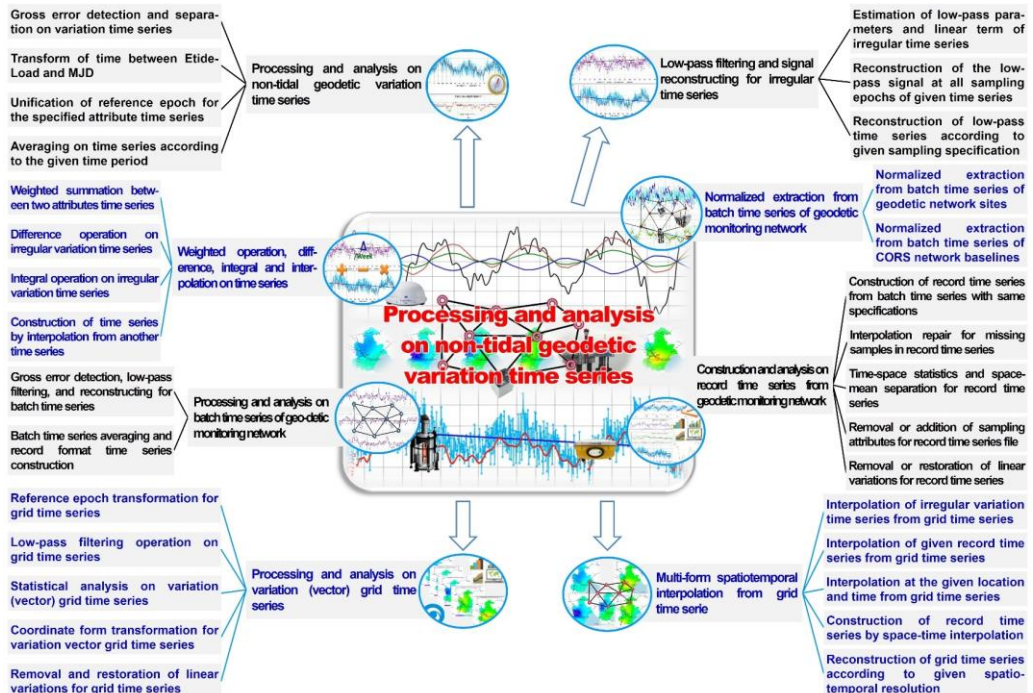 Gross error detection and separa-
tion on variation time series
Transform of time between Etide-
Load and MJD
Unification of reference epoch for
the specified attribute time series
Averaging on time series according
to the given time period
Processing and analysis on
non-tidal geodetic variation
time series
Weighted summation betw-
een two attributes time series
Difference operation on
irregular variation time series
Integral operation on irregular
variation time series
Construction of time series
by interpolation from another
time series
Weighted operation, diff-
erence, integral and inter-
polation on time series
Gross error detection, low-pass
filtering, and reconstructing for
batch time series
Batch time series averaging and
record format time series
construction
Processing and analysis on
batch time series of geo-detic
monitoring network
Reference epoch transformation for
grid time series
Low-pass filtering operation on
grid time series
Statistical analysis on variation
(vector) grid time series
Coordinate form transformation for
variation vector grid time series
Removal and restoration of linear
variations for grid time series
Processing and analysis on
variation (vector) grid time
series
Processing and analysis
on non-tidal geodetic
variation time series
Low-pass filtering and signal
reconstructing for irregular
time series
Estimation of low-pass para-
meters and linear term of
irregular time series
Reconstruction of the low-
pass signal at all sampling
epochs of given time series
Reconstruction of low-pass
time series according to
given sampling specification
Normalized extraction from
batch time series of geodetic
monitoring network
Normalized extraction
from batch time series of
geodetic network sites
Normalized extraction
from batch time series of
CORS network baselines
Construction and analysis on
record time series from
geodetic monitoring network
Construction of record time series
from batch time series with same
specifications
Interpolation repair for missing
samples in record time series
Time-space statistics and space-
mean separation for record time
series
Removal or addition of sampling
attributes for record time series file
Removal or restoration of linear
variations for record time series
Multi-form spatiotemporal
interpolation from grid
time serie
Interpolation of irregular variation
time series from grid time series
Interpolation of given record time
series from grid time series
Interpolation at the given location
and time from grid time series
Construction of record time
series by space-time interpolation
Reconstruction of grid time series
according to given spatio-
temporal resolution